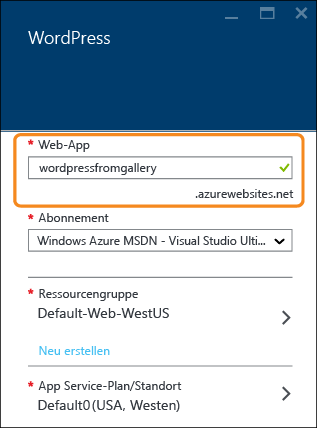 WordPress
* Web-App
wordpressfromgallery
.azurewebsites.net
* Abonnement
Windows Azure MSDN - Visual Studio Ulti...
* Ressourcengruppe
Default-Web-WestUS
Neu erstellen
* App Service-Plan/Standort
Default0(USA, Westen)